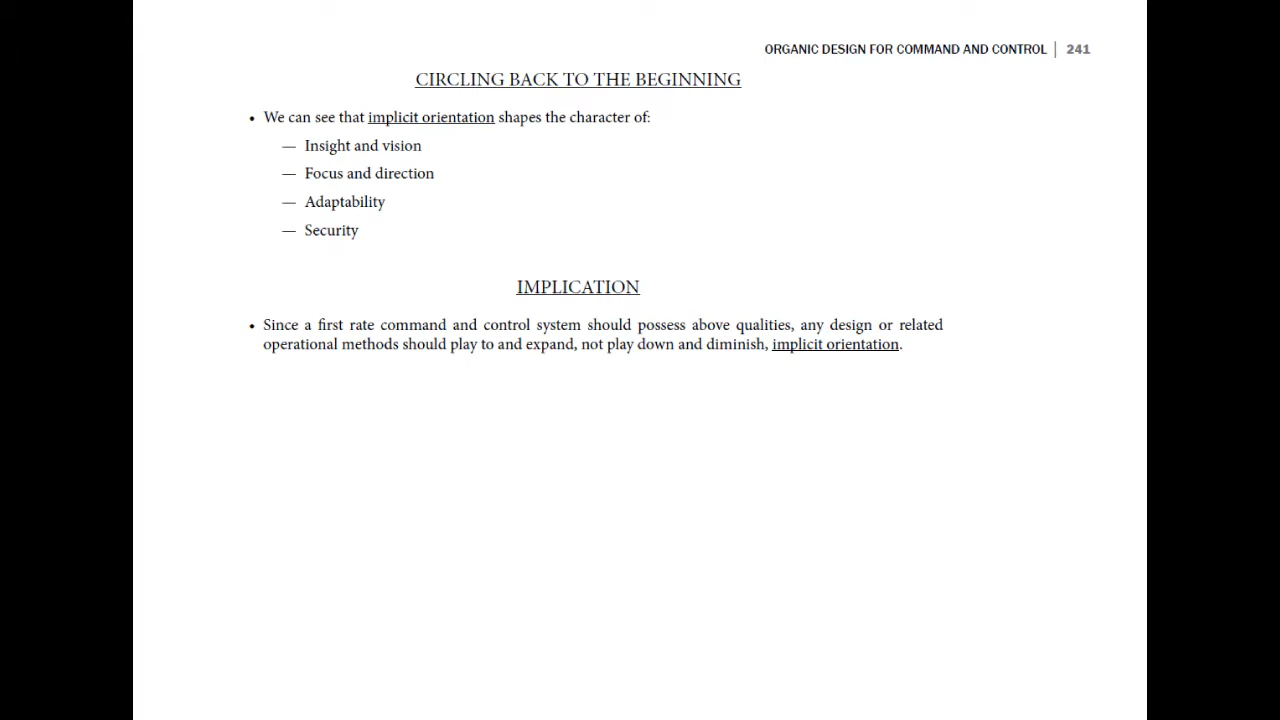 ORGANIC DESIGN FOR COMMAND AND CONTROL | 241
CIRCLING BACK TO THE BEGINNING
• We can see that implicit orientation shapes the character of:
— Insight and vision
— Focus and direction
— Adaptability
— Security
IMPLICATION
• Since a first rate command and control system should possess above qualities, any design or related
operational methods should play to and expand, not play down and diminish, implicit orientation.